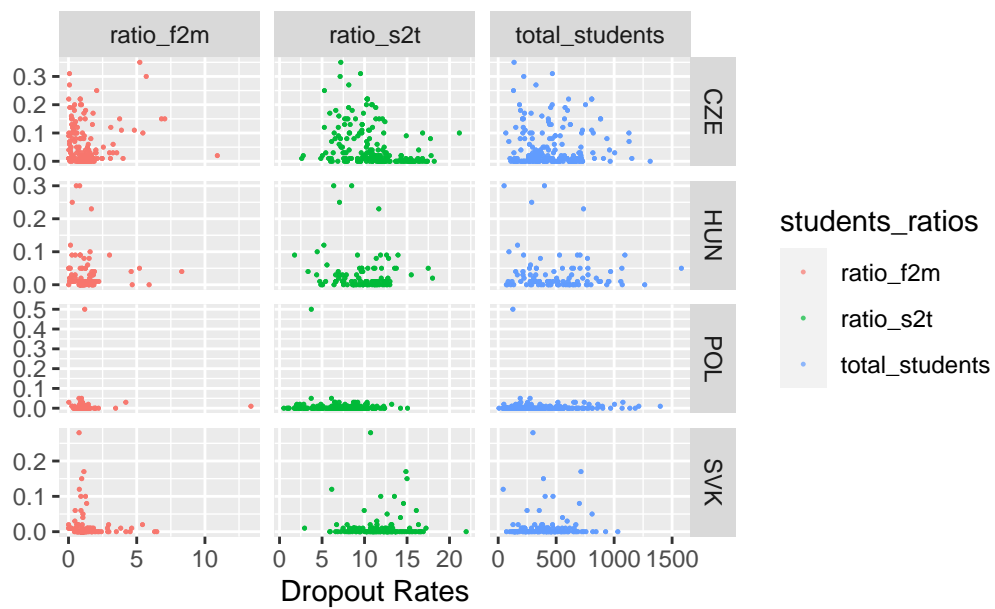 ratio_f2m ratio_s2t total_students
0.3
0.2
0.1
0.0
CZE
0.3
0.2
0.1
0.0
HUN
0.5
0.4
0.3
0.2
0.1
0.0
POL
0.2
0.1
0.0
SVK
0 5 10 0 5 10 15 20 0 500 1000 1500
Dropout Rates
students_ratios
ratio_f2m
ratio_s2t
total_students